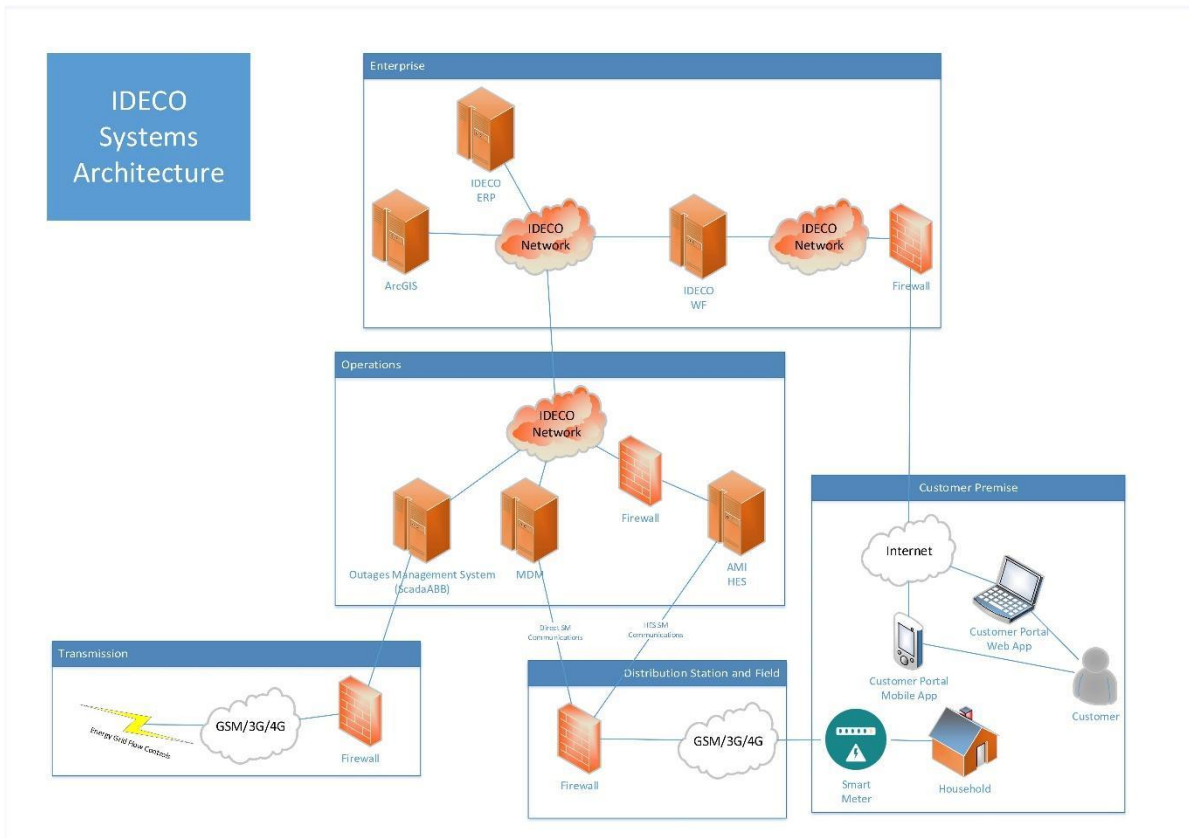 IDECO
Systems
Architecture
Enterprise
IDECO
ERP
IDECO
Network
ArcGIS
IDECO
WF
IDECO
Network
Firewall
Operations
IDECO
Network
Firewall
Outages Management System
(ScadaABB)
MDM
AMI
HES
Direct SM
Communications
HES SM
Communications
Transmission
Energy Grid Flow Controls
GSM/3G/4G
Firewall
Distribution Station and Field
Firewall
GSM/3G/4G
Customer Premise
Internet
Customer Portal
Web App
Customer Portal
Mobile App
Customer
Smart
Meter
Household